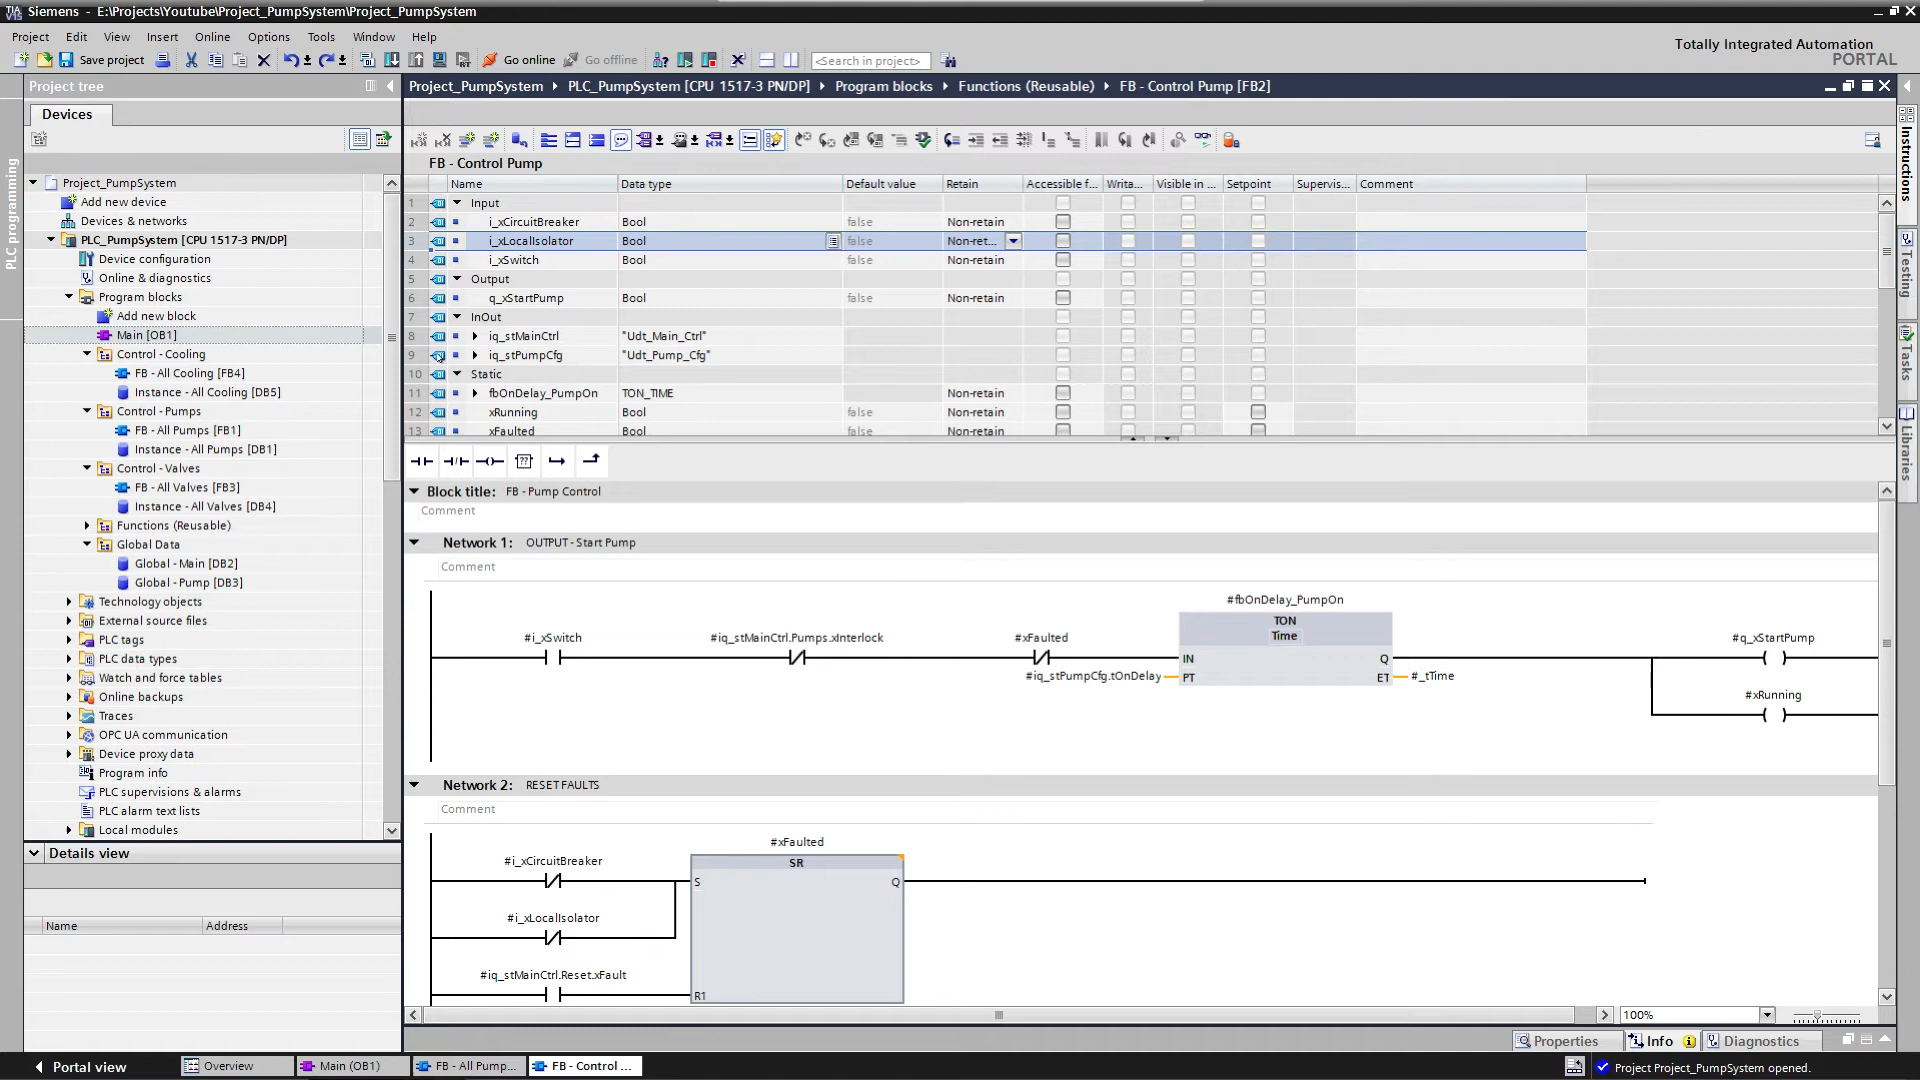 Siemens - E:\Projects\Youtube\Project_PumpSystem\Project_PumpSystem
Project Edit View Insert Online Options Tools Window Help
Totally Integrated Automation
PORTAL
Save project
Go online
Go offline
<Search in project>
Project tree
Project_PumpSystem
PLC_PumpSystem [CPU 1517-3 PN/DP]
Program blocks
Functions (Reusable)
FB - Control Pump [FB2]
Devices
PLC programming
Project_PumpSystem
Add new device
Devices & networks
PLC_PumpSystem [CPU 1517-3 PN/DP]
Device configuration
Online & diagnostics
Program blocks
Add new block
Main [OB1]
Control - Cooling
FB - All Cooling [FB4]
Instance - All Cooling [DB5]
Control - Pumps
FB - All Pumps [FB1]
Instance - All Pumps [DB1]
Control - Valves
FB - All Valves [FB3]
Instance - All Valves [DB4]
Functions (Reusable)
Global Data
Global - Main [DB2]
Global - Pump [DB3]
Technology objects
External source files
PLC tags
PLC data types
Watch and force tables
Online backups
Traces
OPC UA communication
Device proxy data
Program info
PLC supervisions & alarms
PLC alarm text lists
Local modules
Details view
Name Address
FB - Control Pump
Name Data type Default value Retain Accessible f... Writa... Visible in ... Setpoint Supervis... Comment
1 Input
2 i_xCircuitBreaker Bool false Non-retain
3 i_xLocalIsolator Bool false Non-ret...
4 i_xSwitch Bool false Non-retain
5 Output
6 q_xStartPump Bool false Non-retain
7 InOut
8 iq_stMainCtrl "Udt_Main_Ctrl"
9 iq_stPumpCfg "Udt_Pump_Cfg"
10 Static
11 fbOnDelay_PumpOn TON_TIME Non-retain
12 xRunning Bool false Non-retain
13 xFaulted Bool false Non-retain
??
Block title: FB - Pump Control
Comment
Network 1: OUTPUT - Start Pump
Comment
#fbOnDelay_PumpOn
TON
Time
#i_xSwitch
#iq_stMainCtrl.Pumps.xInterlock
#xFaulted
#q_xStartPump
IN Q
#iq_stPumpCfg.tOnDelay PT ET #_tTime
#xRunning
Network 2: RESET FAULTS
Comment
#xFaulted
SR
#i_xCircuitBreaker
S Q
#i_xLocalIsolator
#iq_stMainCtrl.Reset.xFault
R1
100%
Properties Info Diagnostics
Instructions
Testing
Tasks
Libraries
Portal view
Overview
Main (OB1)
FB - All Pump...
FB - Control ...
Project Project_PumpSystem opened.